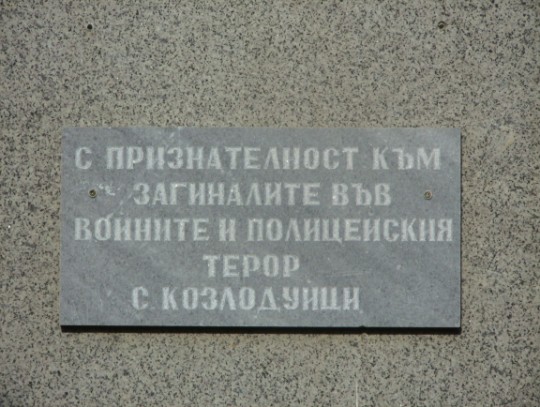 С ПРИЗНАТЕЛНОСТ КЪМ
ЗАГИНАЛИТЕ ВЪВ
ВОЙНИТЕ И ПОЛИЦЕЙСКИЯ
ТЕРОР
С. КОЗЛОДУЙЦИ